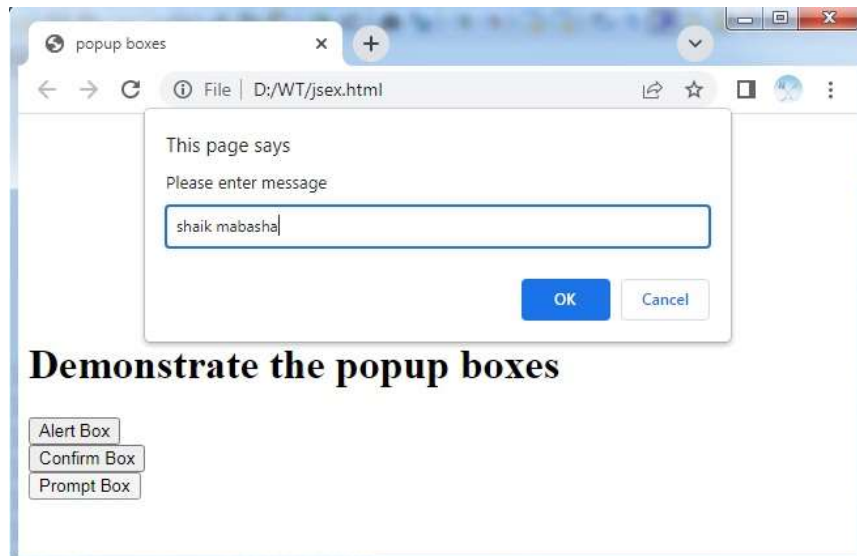 popup boxes
File D:/WT/jsex.html
This page says
Please enter message
shaik mabasha
OK Cancel
Demonstrate the popup boxes
Alert Box
Confirm Box
Prompt Box